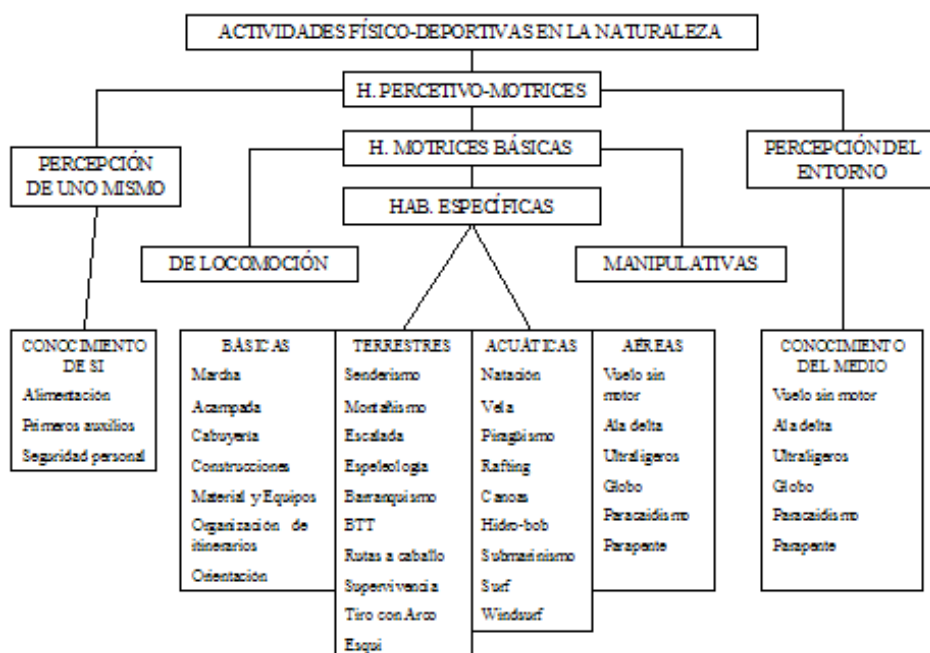 ACTIVIDADES FÍSICO-DEPORTIVAS EN LA NATURALEZA
H. PERCETIVO-MOTRICES
PERCEPCIÓN
DE UNO MISMO
H. MOTRICES BÁSICAS
PERCEPCIÓN DEL
ENTORNO
HAB. ESPECÍFICAS
DE LOCOMOCIÓN
MANIPULATIVAS
CONOCIMIENTO
DE SI
Alimentación
Primeros auxilios
Seguridad personal
BÁSICAS
Marcha
Acampada
Cabuyería
Construcciones
Material y Equipos
Organización de
itinerarios
Orientación
TERRESTRES
Senderismo
Montañismo
Escalada
Espeleología
Barranquismo
BTT
Rutas a caballo
Supervivencia
Tiro con Arco
Esquí
ACUÁTICAS
Natación
Vela
Piragüismo
Rafting
Canoas
Hidro-bob
Submarinismo
Surf
Windsurf
AÉREAS
Vuelo sin
motor
Ala delta
Ultraligeros
Globo
Paracaidismo
Parapente
CONOCIMIENTO
DEL MEDIO
Vuelo sin motor
Ala delta
Ultraligeros
Globo
Paracaidismo
Parapente